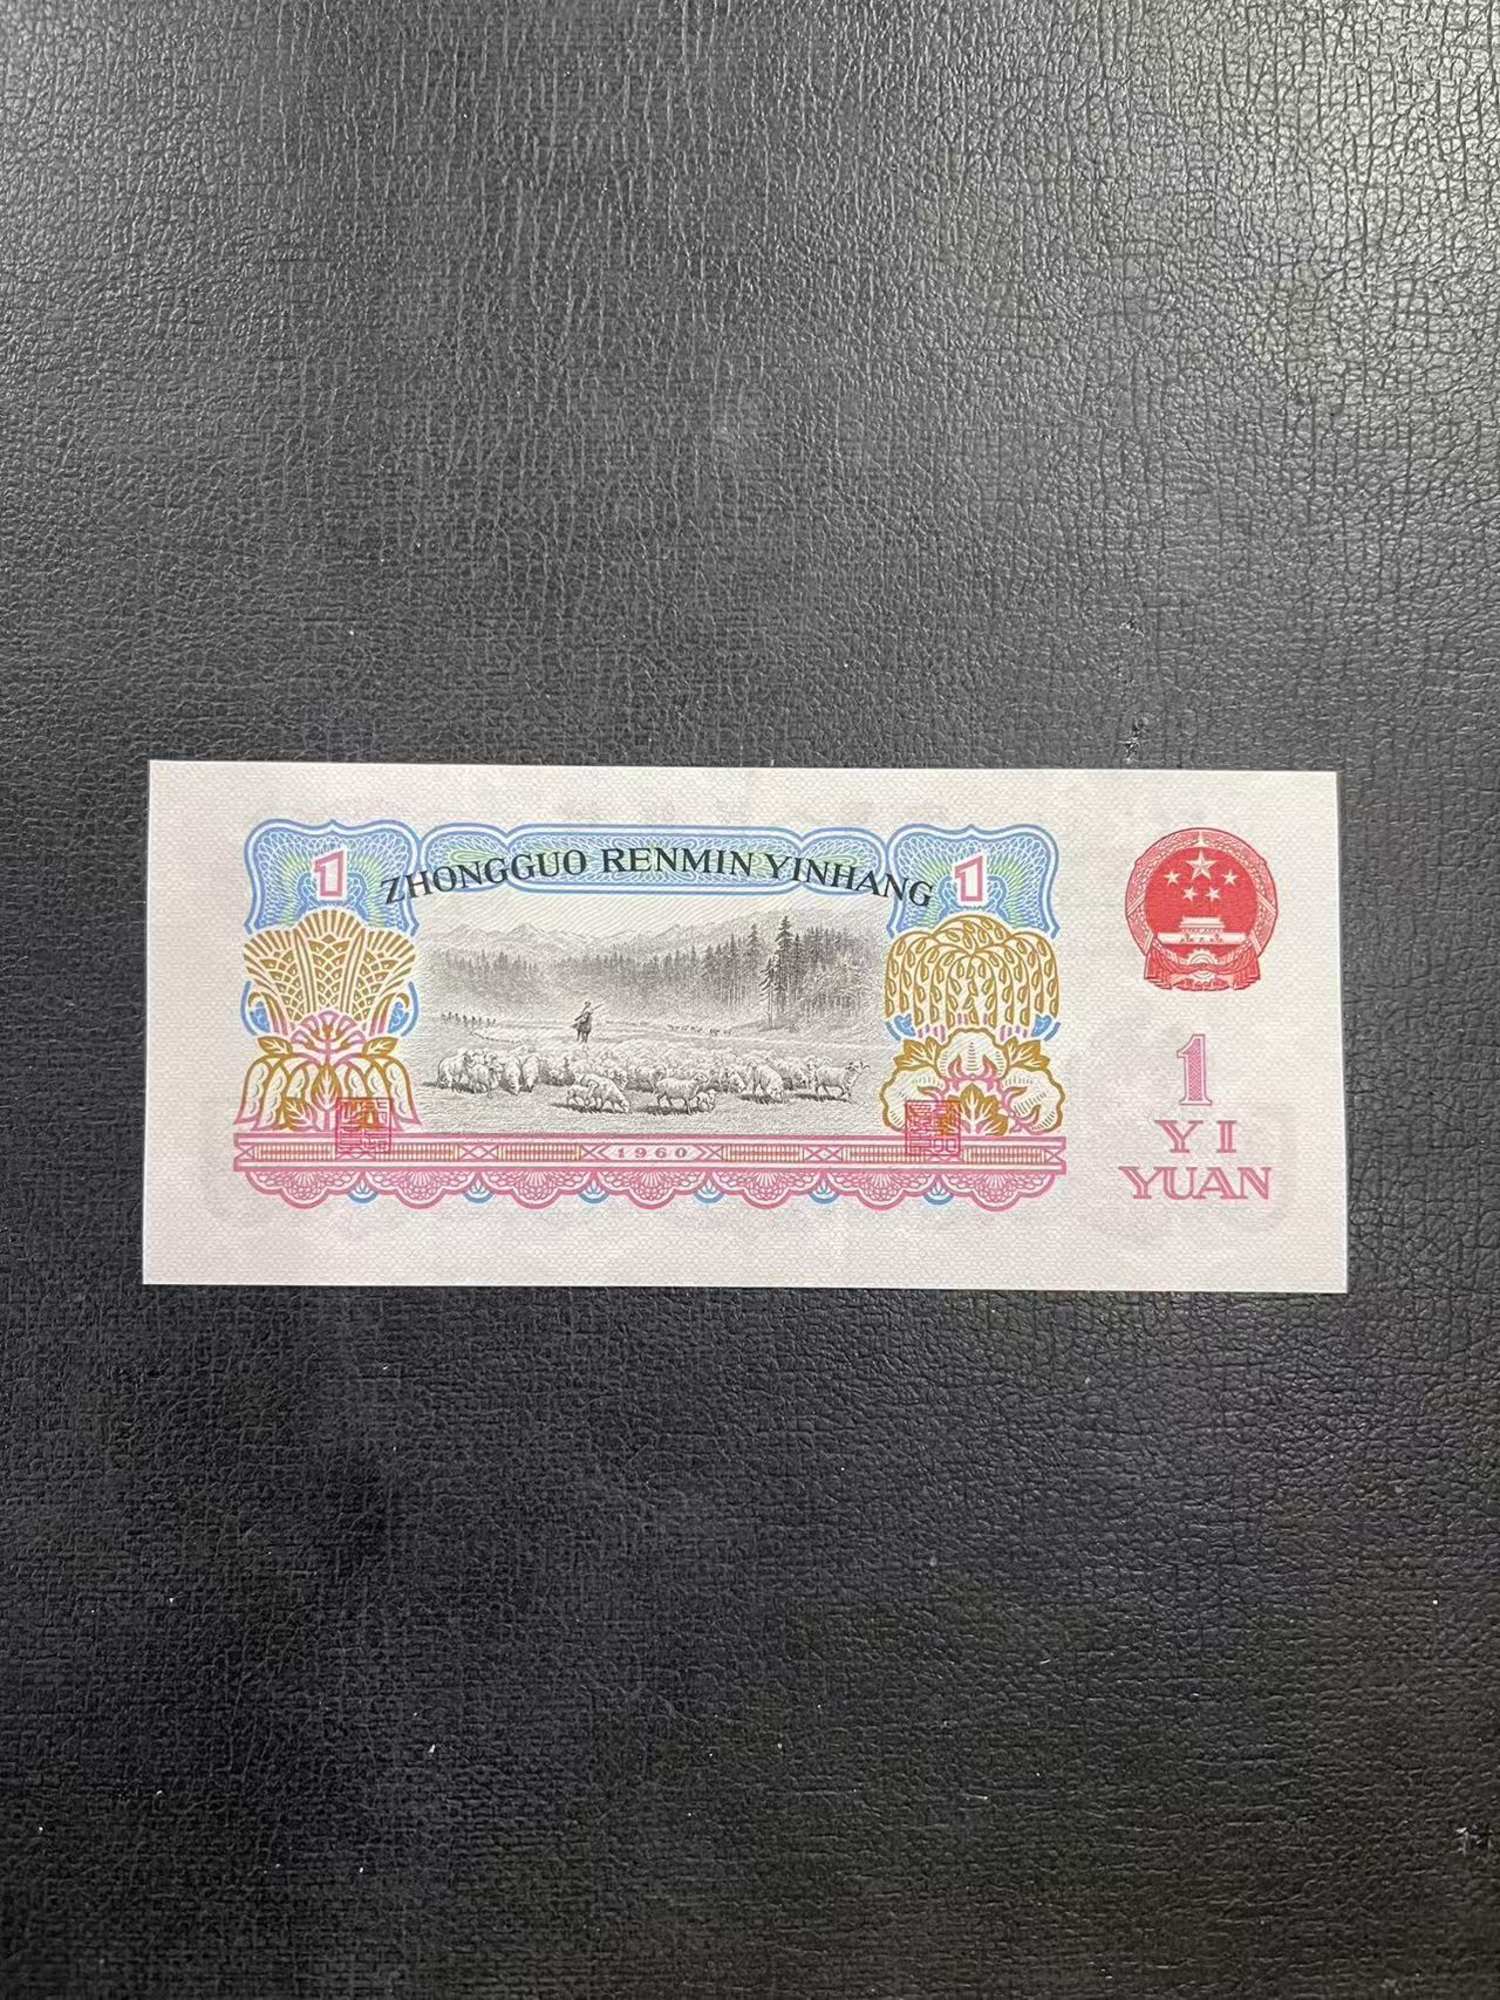 1
ZHONGGUO RENMIN YINHANG
1
1960
1
YI
YUAN